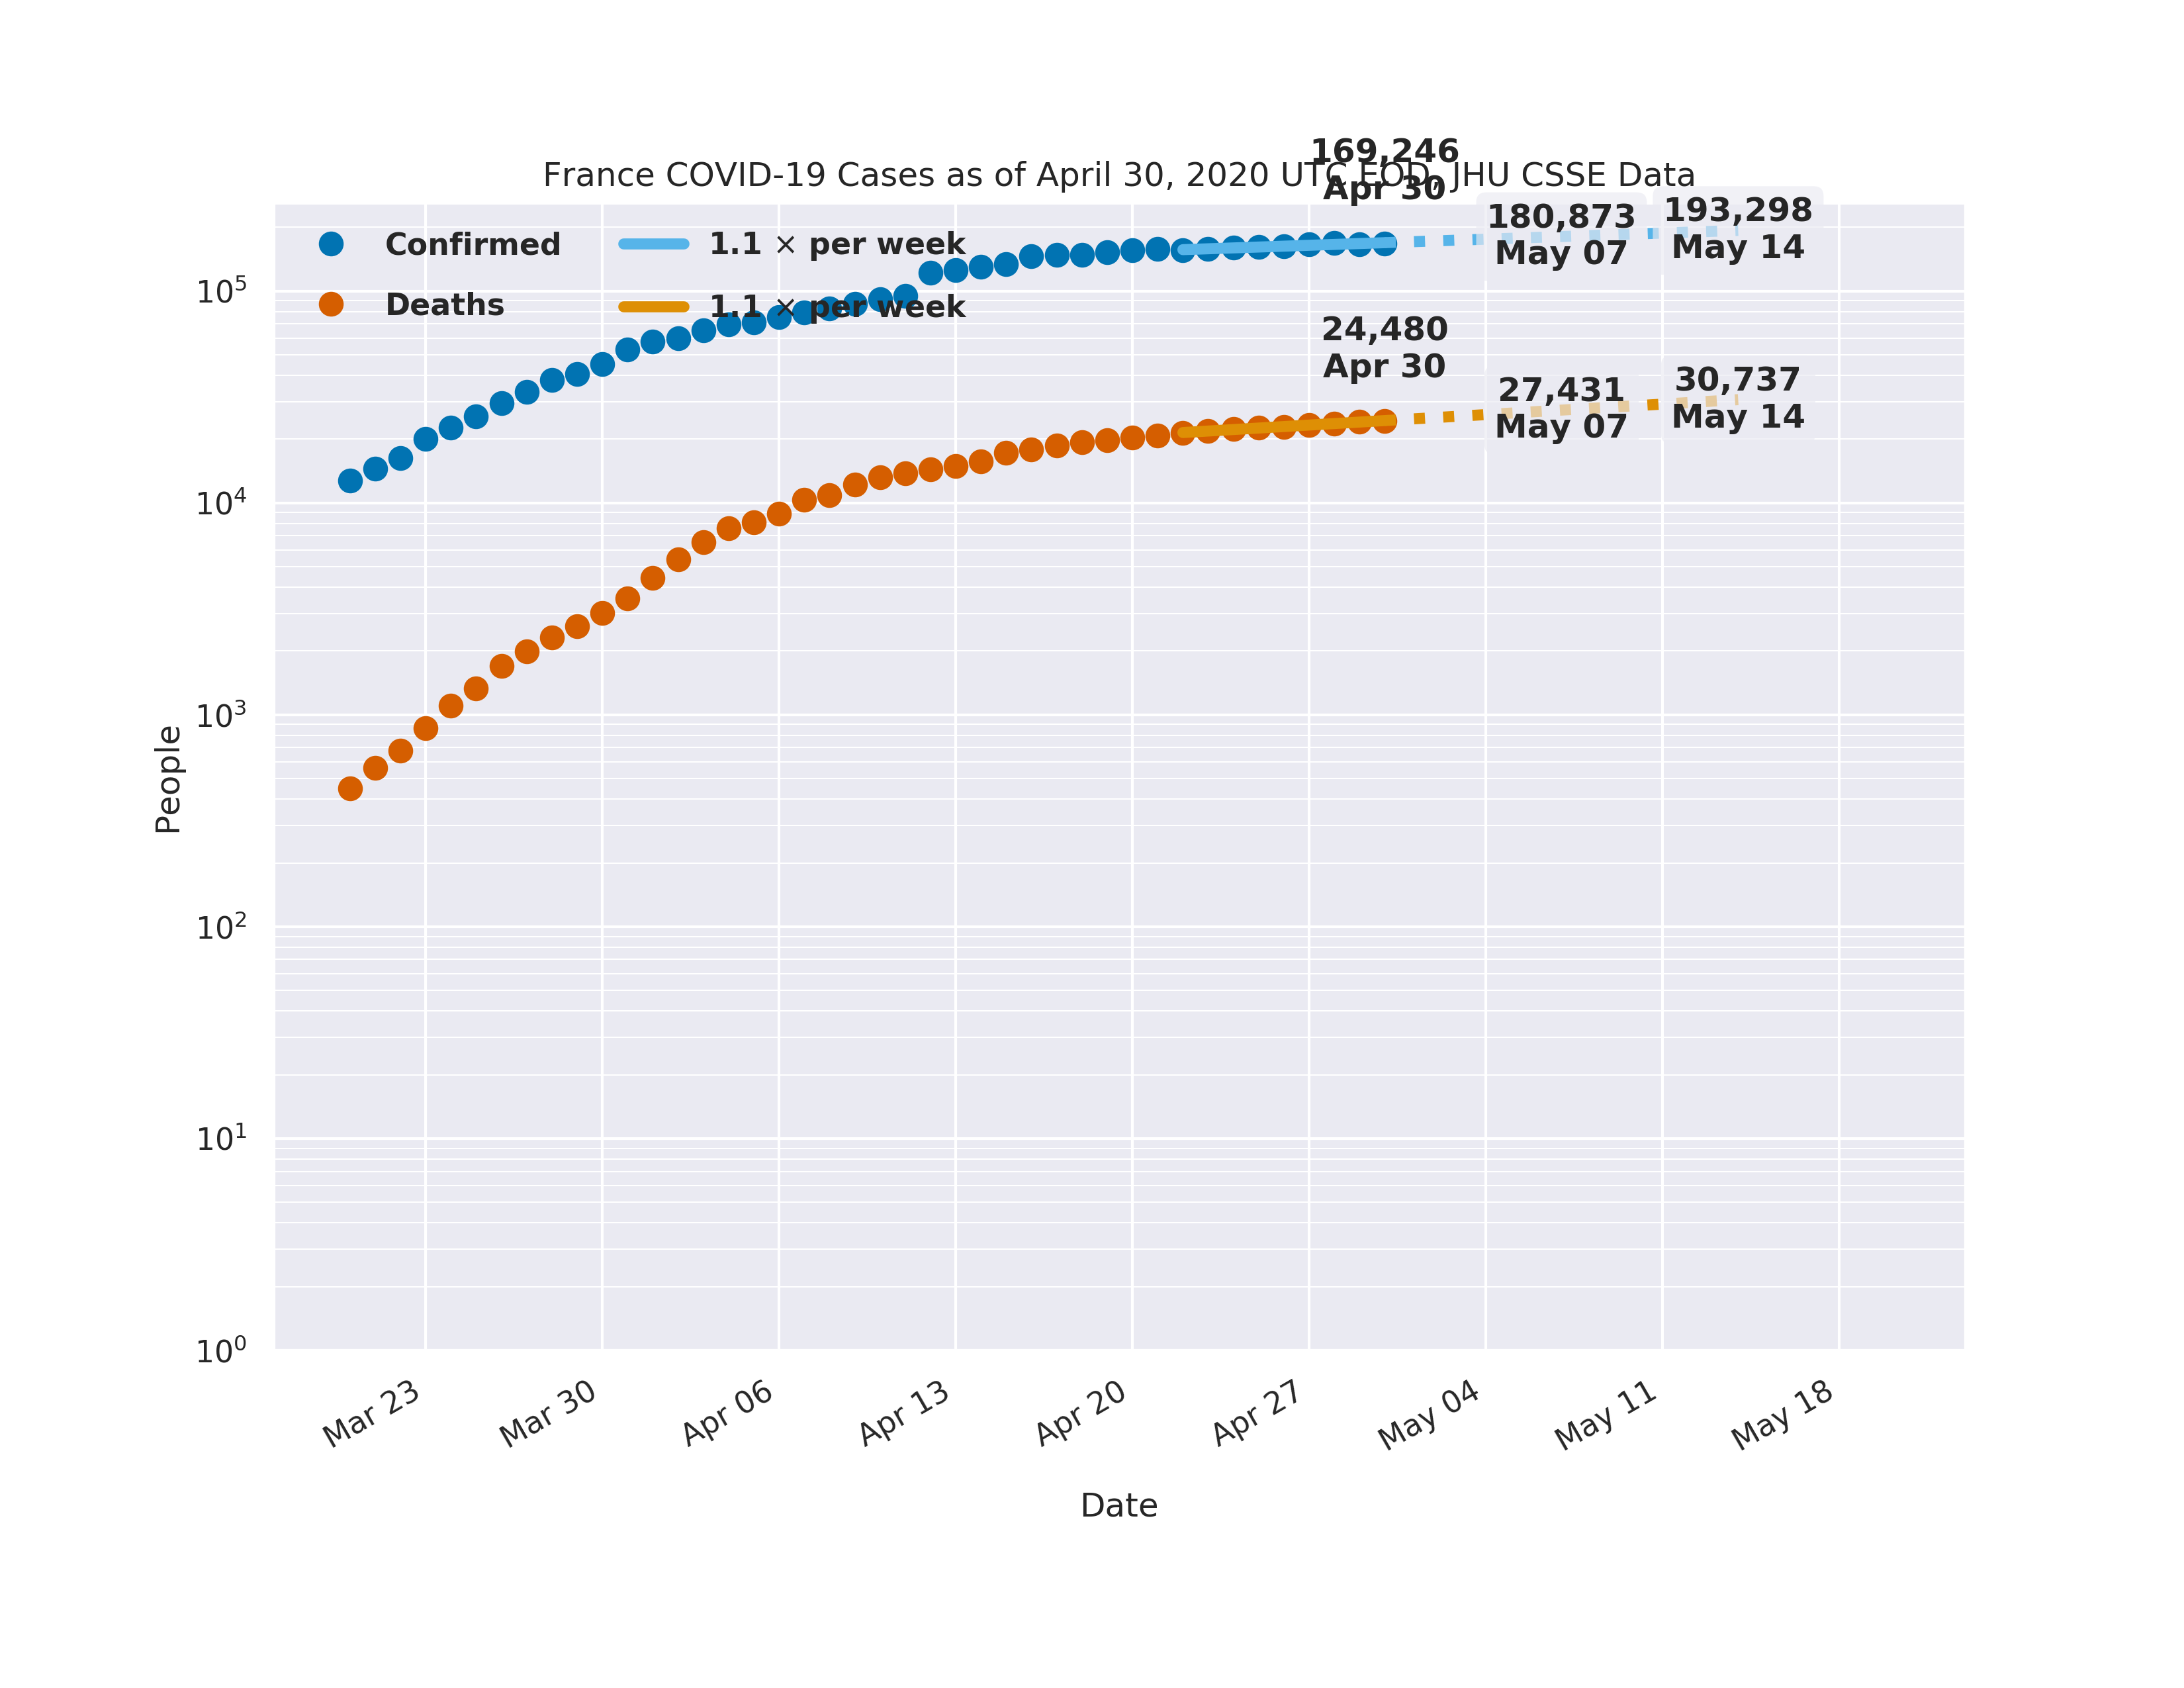 169,246
Apr 30
France COVID-19 Cases as of April 30, 2020 UTC EOD, JHU CSSE Data
Confirmed
Deaths
1.1 × per week
1.1 × per week
180,873
May 07
193,298
May 14
24,480
Apr 30
27,431
May 07
30,737
May 14
People
10⁵
10⁴
10³
10²
10¹
10⁰
Mar 23
Mar 30
Apr 06
Apr 13
Apr 20
Apr 27
May 04
May 11
May 18
Date